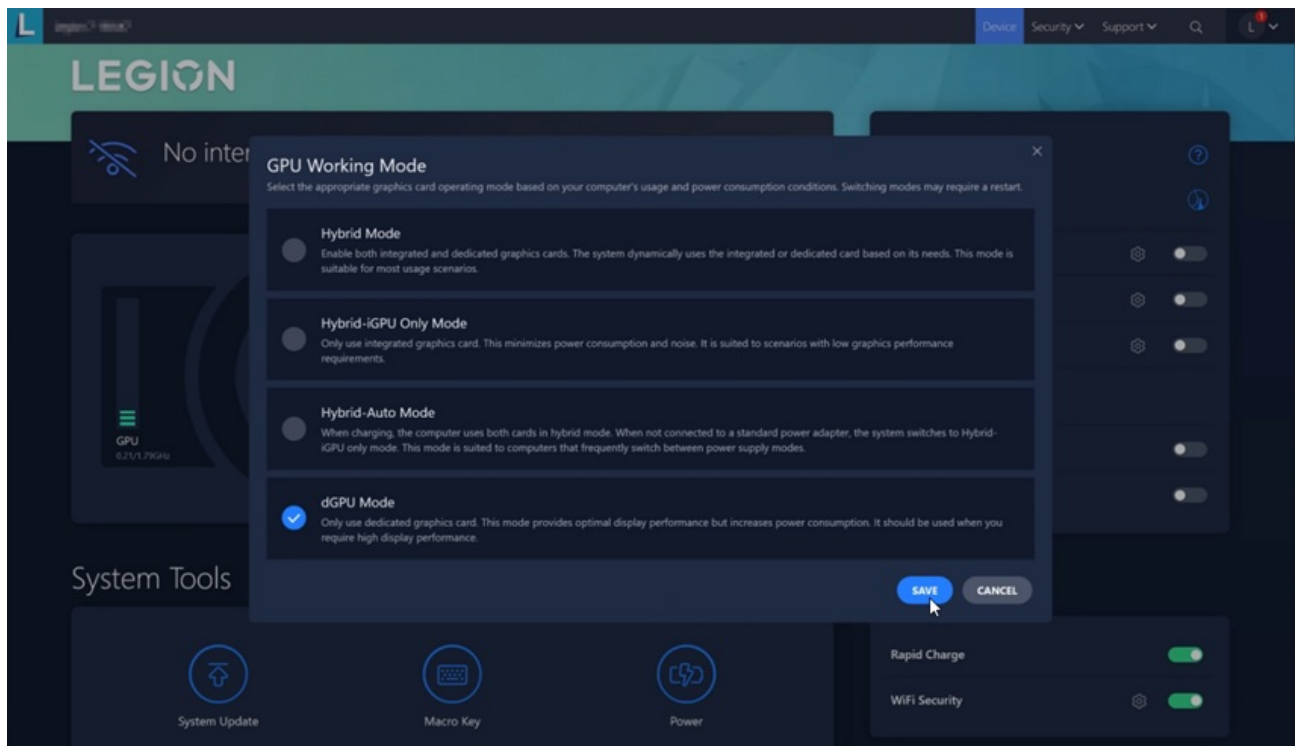 L
Device
Security
Support
L
1
LEGION
No inter
GPU Working Mode
Select the appropriate graphics card operating mode based on your computer's usage and power consumption conditions. Switching modes may require a restart.
Hybrid Mode
Enable both integrated and dedicated graphics cards. The system dynamically uses the integrated or dedicated card based on its needs. This mode is
suitable for most usage scenarios.
Hybrid-iGPU Only Mode
Only use integrated graphics card. This minimizes power consumption and noise. It is suited to scenarios with low graphics performance
requirements.
Hybrid-Auto Mode
When charging, the computer uses both cards in hybrid mode. When not connected to a standard power adapter, the system switches to Hybrid-
iGPU only mode. This mode is suited to computers that frequently switch between power supply modes.
dGPU Mode
Only use dedicated graphics card. This mode provides optimal display performance but increases power consumption. It should be used when you
require high display performance.
SAVE
CANCEL
GPU
0.21/1.79GHz
System Tools
System Update
Macro Key
Power
Rapid Charge
WiFi Security